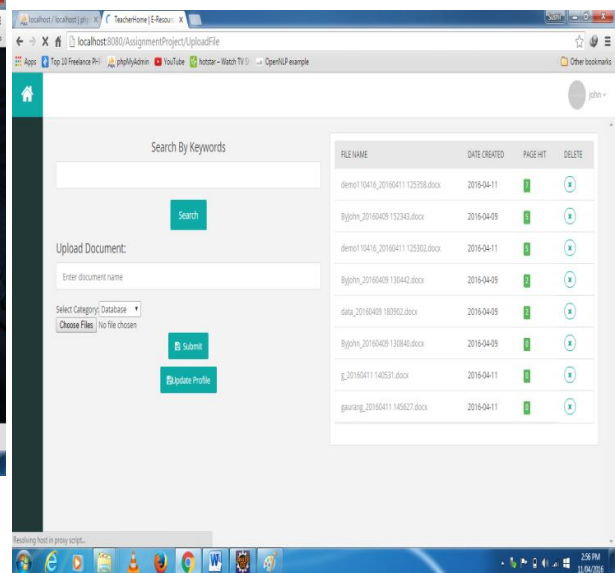 localhost / localhost | php
TeacherHome | E-Resour
Sushi
localhost:8080/AssignmentProject/UploadFile
Apps Top 10 Freelance PH phpMyAdmin YouTube hotstar - Watch TV OpenNLP example Other bookmarks
john
Search By Keywords
Search
Upload Document:
Enter document name
Select Category: Database
Choose Files No file chosen
Submit
Update Profile
FILE NAME DATE CREATED PAGE HIT DELETE
demo110416_20160411 125358.docx 2016-04-11 7 x
Byjohn_20160409 152343.docx 2016-04-09 5 x
demo110416_20160411 125302.docx 2016-04-11 5 x
Byjohn_20160409 130442.docx 2016-04-09 2 x
data_20160409 180902.docx 2016-04-09 2 x
Byjohn_20160409 130840.docx 2016-04-09 0 x
g_20160411 140531.docx 2016-04-11 0 x
gaurang_20160411 145627.docx 2016-04-11 0 x
Resolving host in proxy script...
2:56 PM
11/04/2016